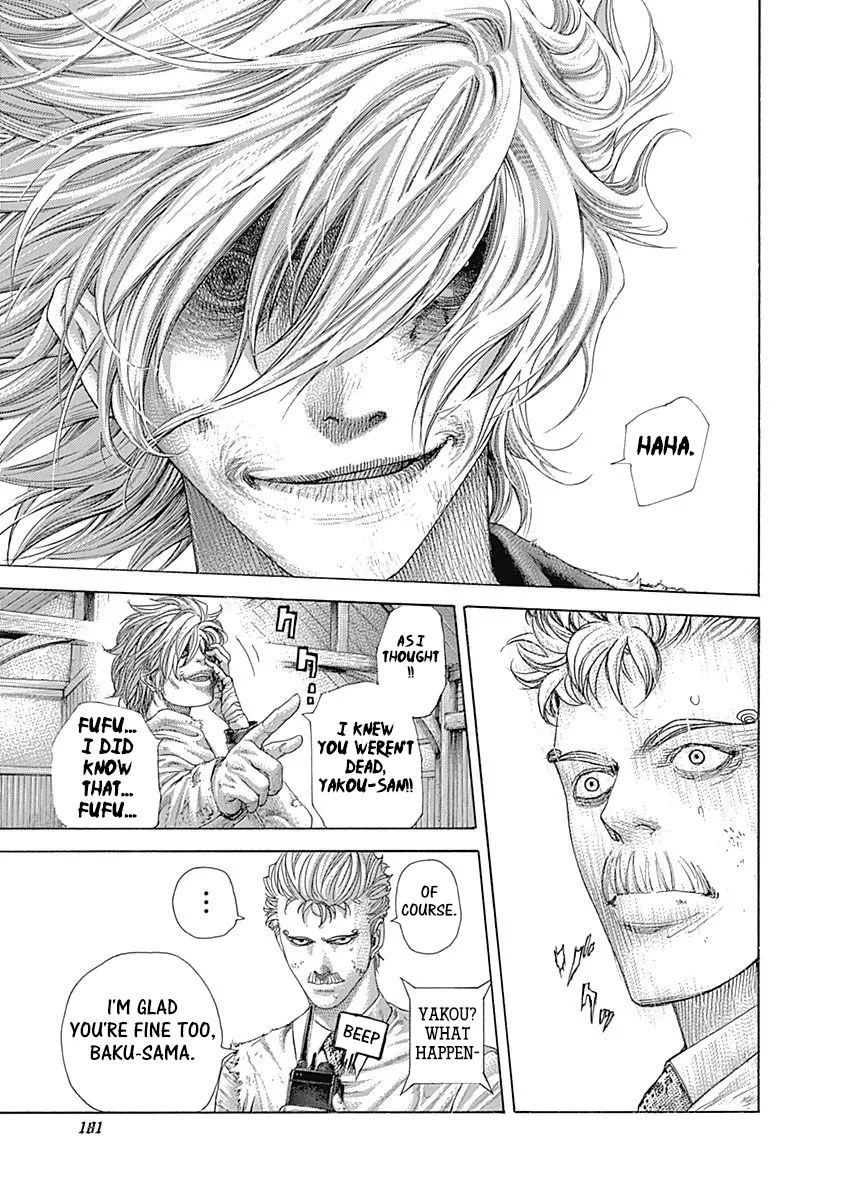 HAHA.
AS I
THOUGHT
!!
I KNEW
YOU WEREN'T
DEAD,
YAKOU-SAN!!
FUFU...
I DID
KNOW
THAT...
FUFU...
OF
COURSE.
YAKOU?
WHAT
HAPPEN-
BEEP
...
I'M GLAD
YOU'RE FINE TOO,
BAKU-SAMA.
181